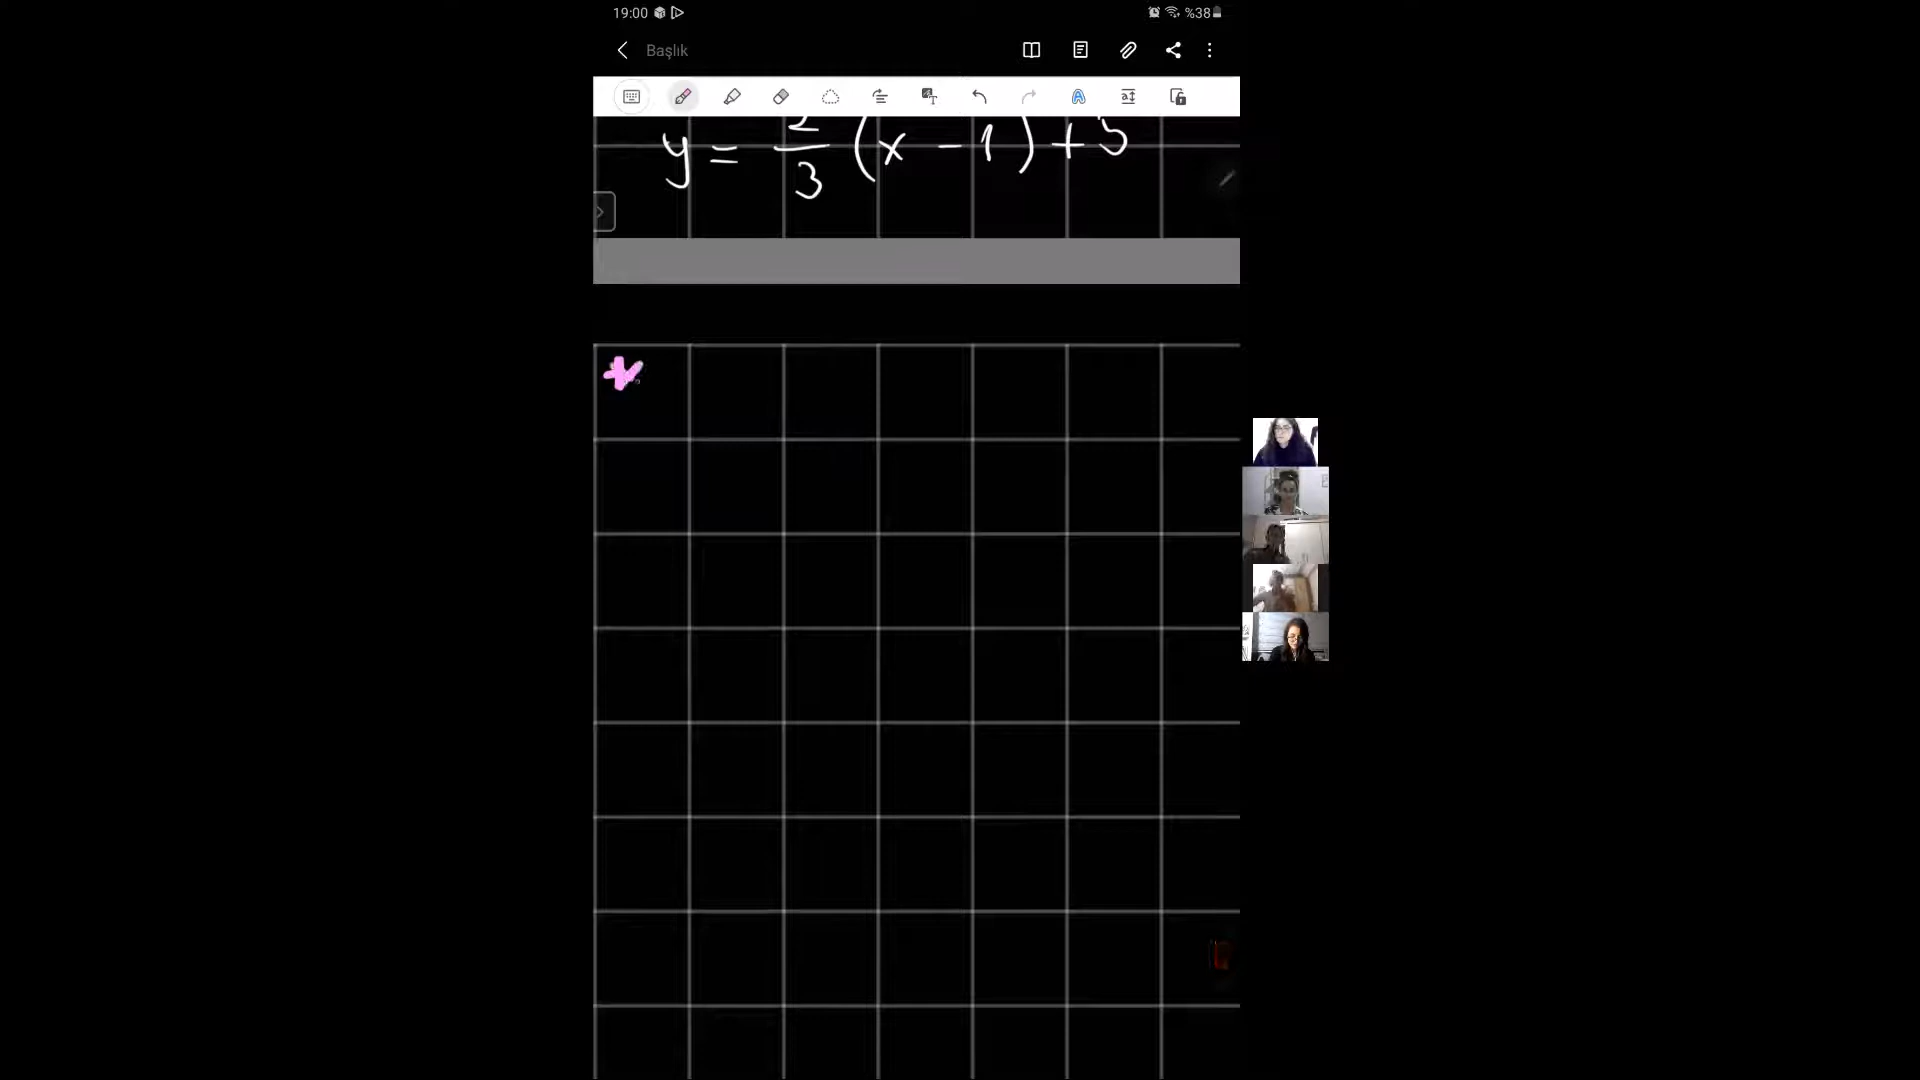 19:00 %38
Başlık
y = 2/3 (x - 1) + 5